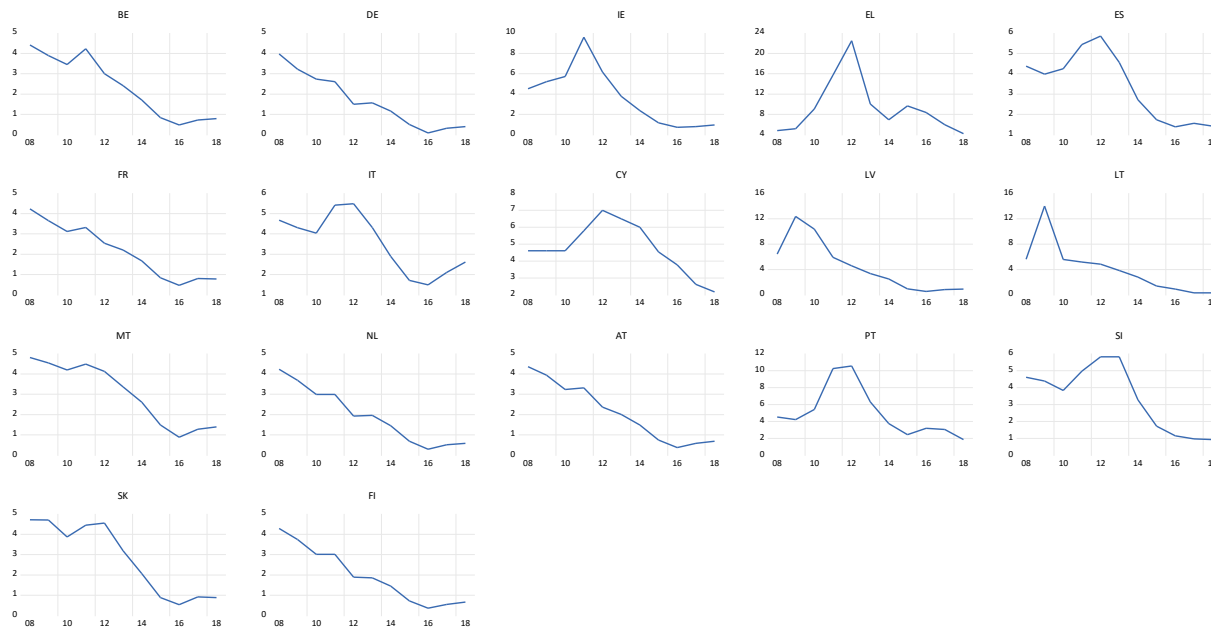 BE DE IE EL ES
5 5 10 24 6
4 4 8 20 5
3 3 6 16 4
2 2 4 12 3
1 1 2 8 2
0 0 0 4 1
08 10 12 14 16 18 08 10 12 14 16 18 08 10 12 14 16 18 08 10 12 14 16 18 08 10 12 14 16
FR IT CY LV LT
5 6 8 16 16
4 5 7 12 12
3 4 6 8 8
2 3 5 4 4
1 2 4 0 0
0 1 3
2
08 10 12 14 16 18 08 10 12 14 16 18 08 10 12 14 16 18 08 10 12 14 16 18 08 10 12 14 16
MT NL AT PT SI
5 5 5 12 6
4 4 4 10 5
3 3 3 8 4
2 2 2 6 3
1 1 1 4 2
0 0 0 2 1
0 0
08 10 12 14 16 18 08 10 12 14 16 18 08 10 12 14 16 18 08 10 12 14 16 18 08 10 12 14 16
SK FI
5 5
4 4
3 3
2 2
1 1
0 0
08 10 12 14 16 18 08 10 12 14 16 18